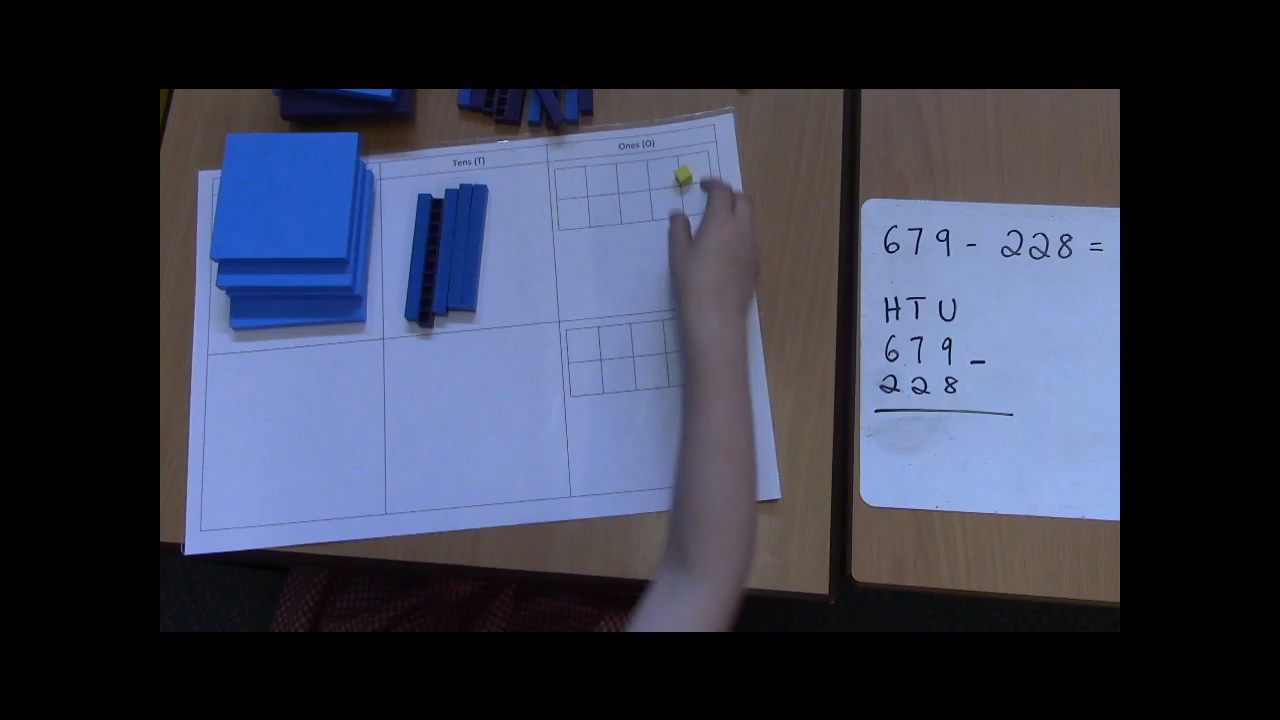 Tens (T)
Ones (O)
679 - 228 =
HTU
679 -
228